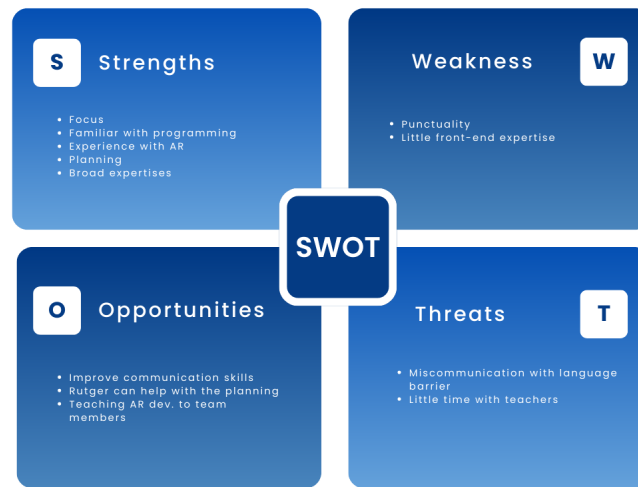 S
Strengths
• Focus
• Familiar with programming
• Experience with AR
• Planning
• Broad expertises
Weakness
W
• Punctuality
• Little front-end expertise
SWOT
O
Opportunities
• Improve communication skills
• Rutger can help with the planning
• Teaching AR dev. to team
members
Threats
T
• Miscommunication with language
barrier
• Little time with teachers